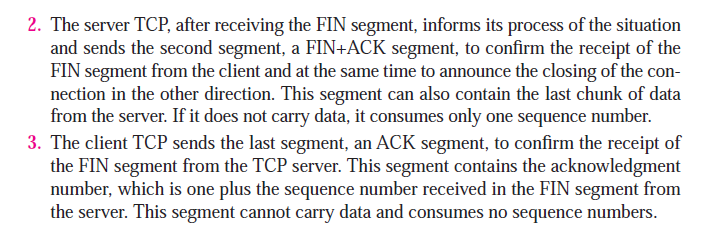 2. The server TCP, after receiving the FIN segment, informs its process of the situation
and sends the second segment, a FIN+ACK segment, to confirm the receipt of the
FIN segment from the client and at the same time to announce the closing of the con-
nection in the other direction. This segment can also contain the last chunk of data
from the server. If it does not carry data, it consumes only one sequence number.
3. The client TCP sends the last segment, an ACK segment, to confirm the receipt of
the FIN segment from the TCP server. This segment contains the acknowledgment
number, which is one plus the sequence number received in the FIN segment from
the server. This segment cannot carry data and consumes no sequence numbers.